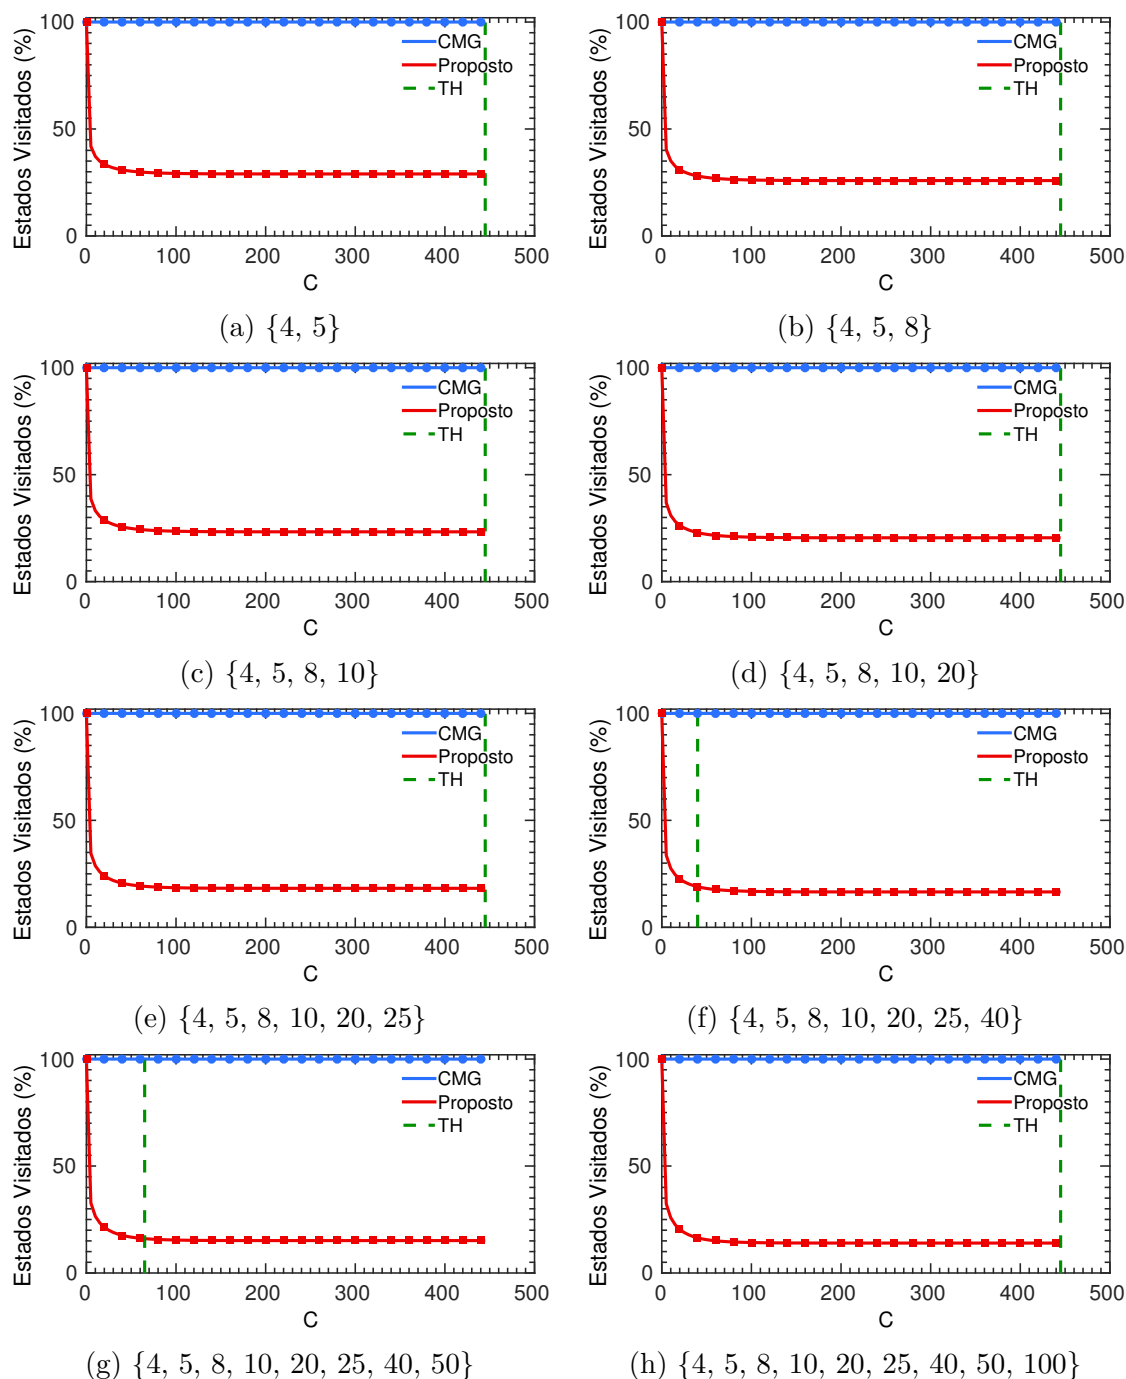 Estados Visitados (%)
100
50
0
CMG
Proposto
TH
0 100 200 300 400 500
C
(a) {4, 5}
Estados Visitados (%)
100
50
0
CMG
Proposto
TH
0 100 200 300 400 500
C
(b) {4, 5, 8}
Estados Visitados (%)
100
50
0
CMG
Proposto
TH
0 100 200 300 400 500
C
(c) {4, 5, 8, 10}
Estados Visitados (%)
100
50
0
CMG
Proposto
TH
0 100 200 300 400 500
C
(d) {4, 5, 8, 10, 20}
Estados Visitados (%)
100
50
0
CMG
Proposto
TH
0 100 200 300 400 500
C
(e) {4, 5, 8, 10, 20, 25}
Estados Visitados (%)
100
50
0
CMG
Proposto
TH
0 100 200 300 400 500
C
(f) {4, 5, 8, 10, 20, 25, 40}
Estados Visitados (%)
100
50
0
CMG
Proposto
TH
0 100 200 300 400 500
C
(g) {4, 5, 8, 10, 20, 25, 40, 50}
Estados Visitados (%)
100
50
0
CMG
Proposto
TH
0 100 200 300 400 500
C
(h) {4, 5, 8, 10, 20, 25, 40, 50, 100}